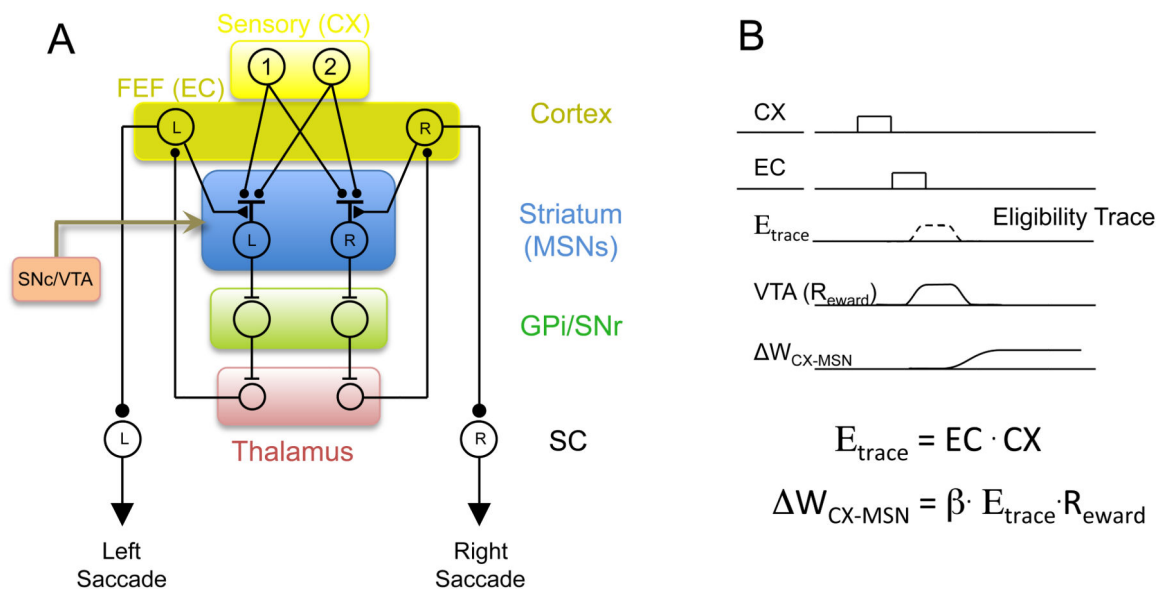 A
Sensory (CX)
1 2
FEF (EC)
L R
Cortex
Striatum
(MSNs)
L R
SNc/VTA
GPi/SNr
Thalamus
L R
SC
Left
Saccade
Right
Saccade
B
CX
EC
Etrace
Eligibility Trace
VTA (Reward)
ΔWCX-MSN
Etrace = EC · CX
ΔWCX-MSN = β· Etrace·Reward